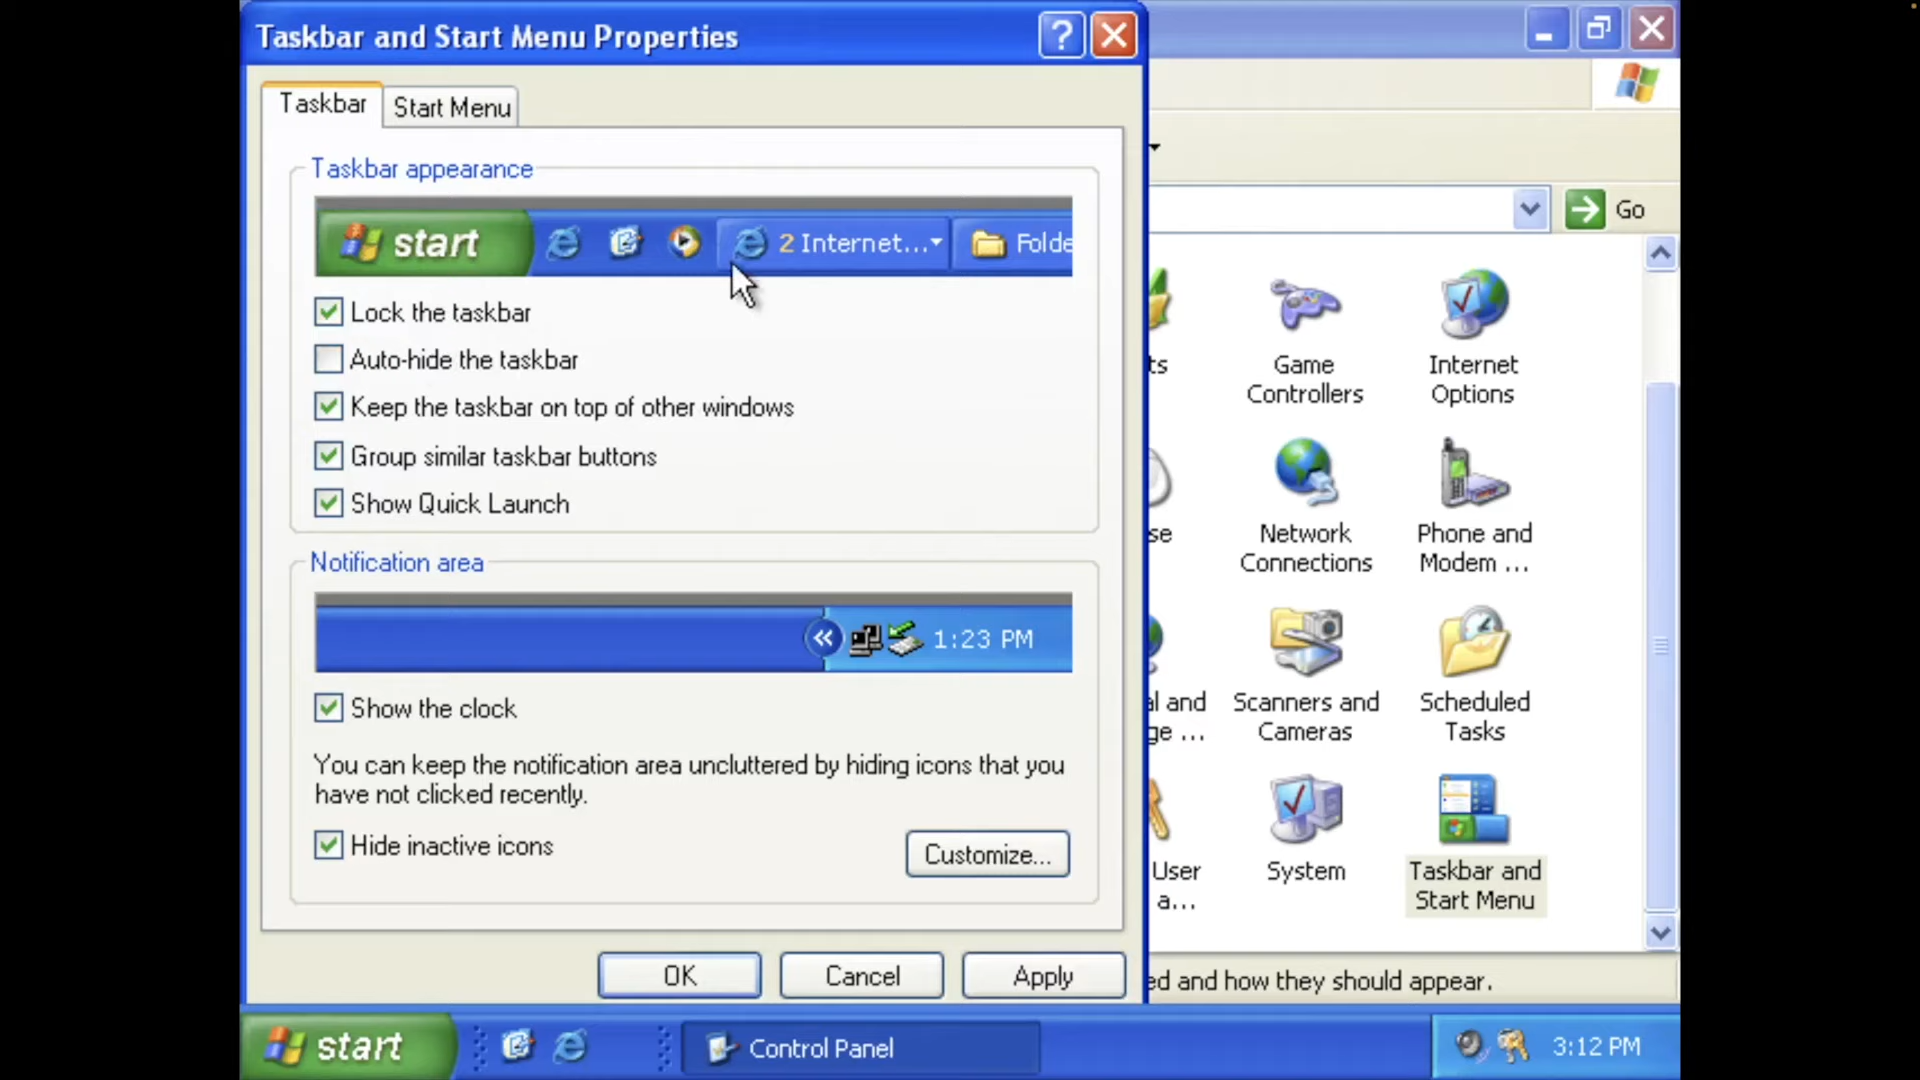 Taskbar and Start Menu Properties
Taskbar
Start Menu
Taskbar appearance
start
2 Internet...
Folde
Lock the taskbar
Auto-hide the taskbar
Keep the taskbar on top of other windows
Group similar taskbar buttons
Show Quick Launch
Notification area
1:23 PM
Show the clock
You can keep the notification area uncluttered by hiding icons that you
have not clicked recently.
Hide inactive icons
Customize...
OK
Cancel
Apply
Go
ts
Game
Controllers
Internet
Options
se
Network
Connections
Phone and
Modem ...
l and
ge ...
Scanners and
Cameras
Scheduled
Tasks
User
a...
System
Taskbar and
Start Menu
ed and how they should appear.
start
Control Panel
3:12 PM